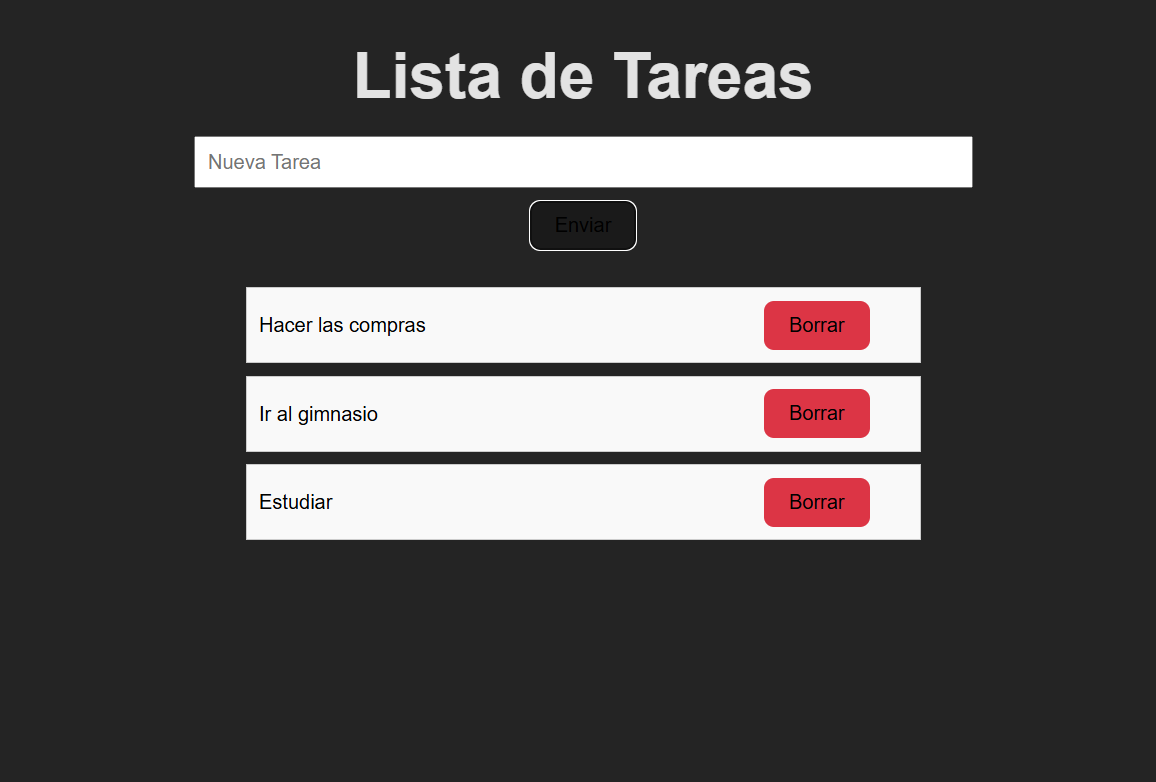 Lista de Tareas
Nueva Tarea
Enviar
Hacer las compras
Borrar
Ir al gimnasio
Borrar
Estudiar
Borrar